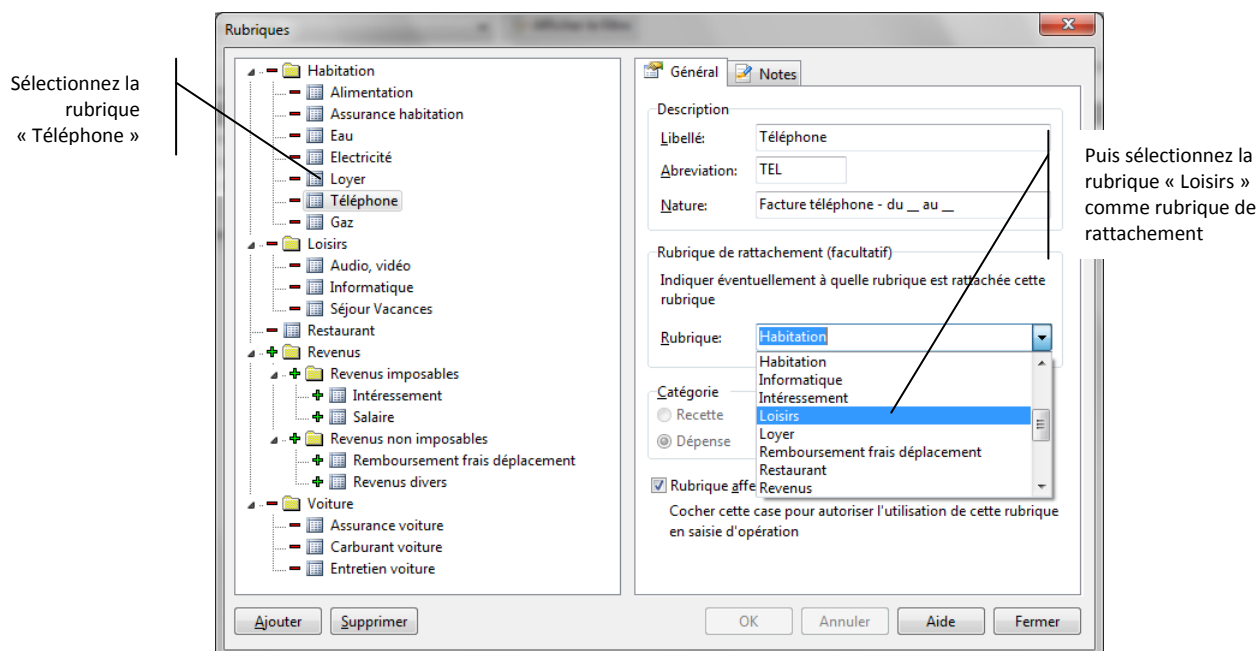 Rubriques
Sélectionnez la
rubrique
« Téléphone »
Habitation
Alimentation
Assurance habitation
Eau
Electricité
Loyer
Téléphone
Gaz
Loisirs
Audio, vidéo
Informatique
Séjour Vacances
Restaurant
Revenus
Revenus imposables
Intéressement
Salaire
Revenus non imposables
Remboursement frais déplacement
Revenus divers
Voiture
Assurance voiture
Carburant voiture
Entretien voiture
Ajouter
Supprimer
Général
Notes
Description
Libellé: Téléphone
Abreviation: TEL
Nature: Facture téléphone - du __ au __
Rubrique de rattachement (facultatif)
Indiquer éventuellement à quelle rubrique est rattachée cette
rubrique
Rubrique: Habitation
Habitation
Informatique
Intéressement
Loisirs
Loyer
Remboursement frais déplacement
Restaurant
Revenus
Catégorie
Recette
Dépense
Rubrique affe
Cocher cette case pour autoriser l'utilisation de cette rubrique
en saisie d'opération
OK
Annuler
Aide
Fermer
Puis sélectionnez la
rubrique « Loisirs »
comme rubrique de
rattachement